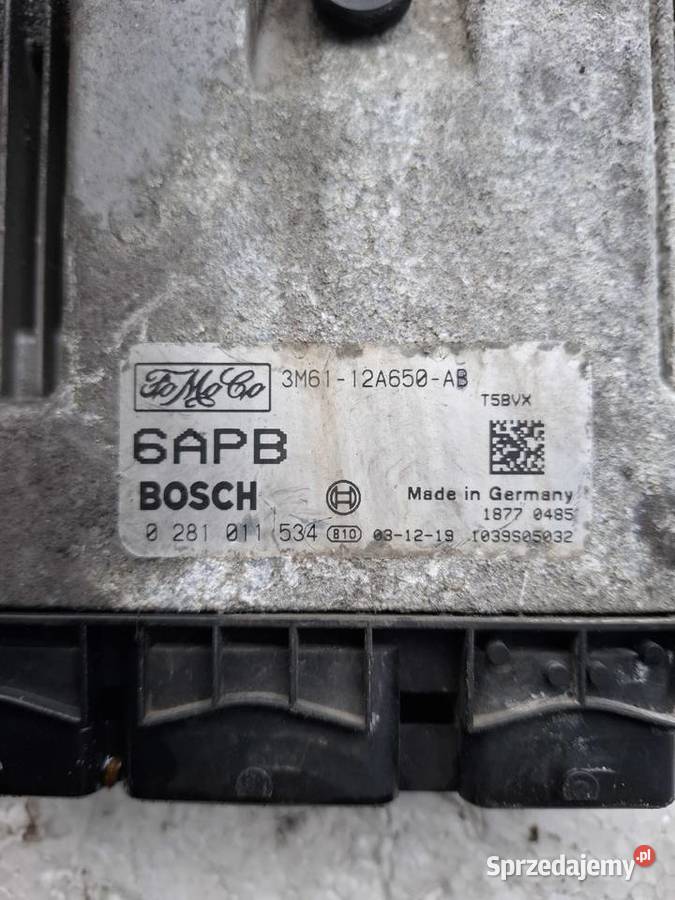 FoMoCo 3M61-12A650-AB
T5BVX
6APB
BOSCH Made in Germany
1877 0485
0 281 011 534 B10 03-12-19 1039S05032
Sprzedajemy.pl